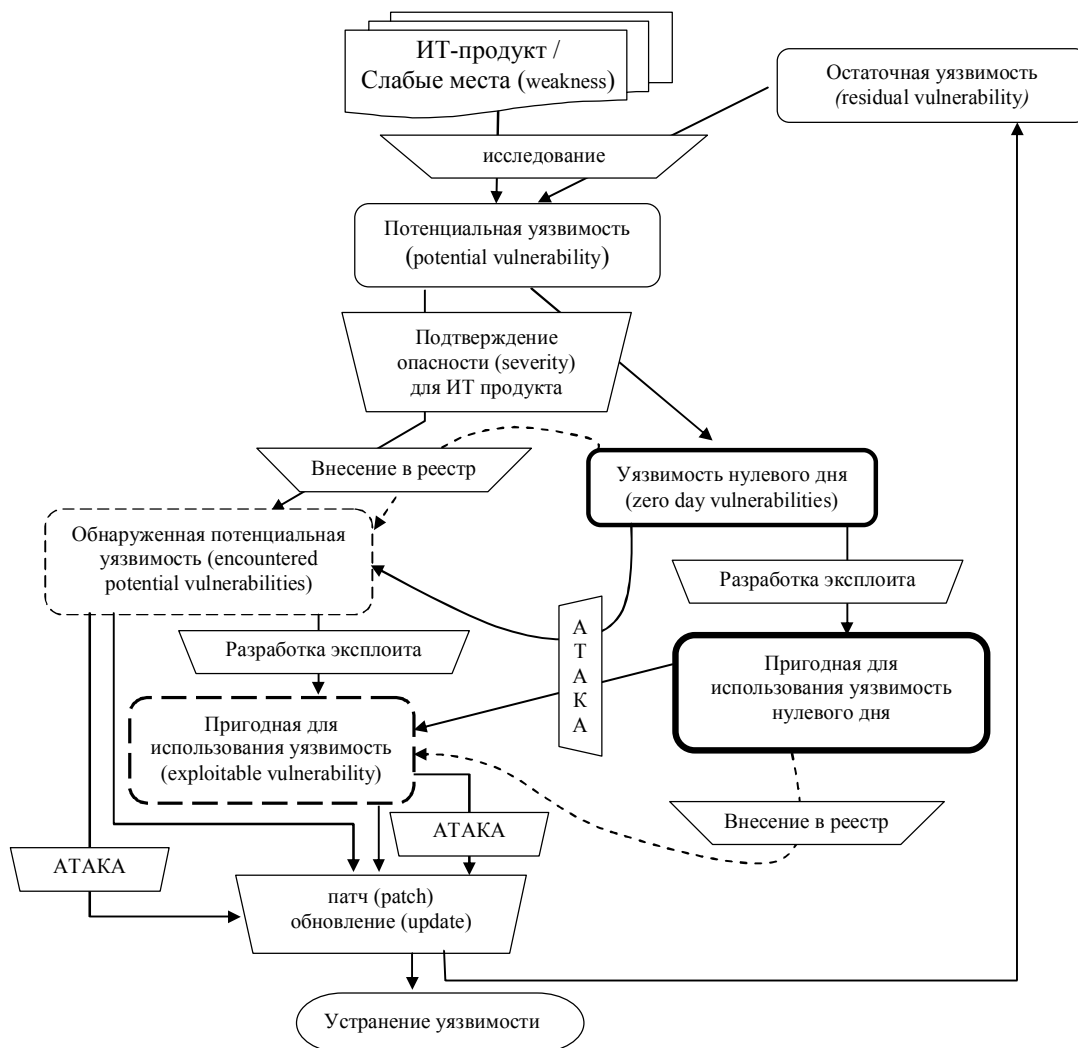 ИТ-продукт /
Слабые места (weakness)
Остаточная уязвимость
(residual vulnerability)
исследование
Потенциальная уязвимость
(potential vulnerability)
Подтверждение
опасности (severity)
для ИТ продукта
Внесение в реестр
Уязвимость нулевого дня
(zero day vulnerabilities)
Обнаруженная потенциальная
уязвимость (encountered
potential vulnerabilities)
Разработка эксплоита
А
Т
А
К
А
Разработка эксплоита
Пригодная для
использования уязвимость
нулевого дня
Пригодная для
использования уязвимость
(exploitable vulnerability)
Внесение в реестр
АТАКА
АТАКА
патч (patch)
обновление (update)
Устранение уязвимости